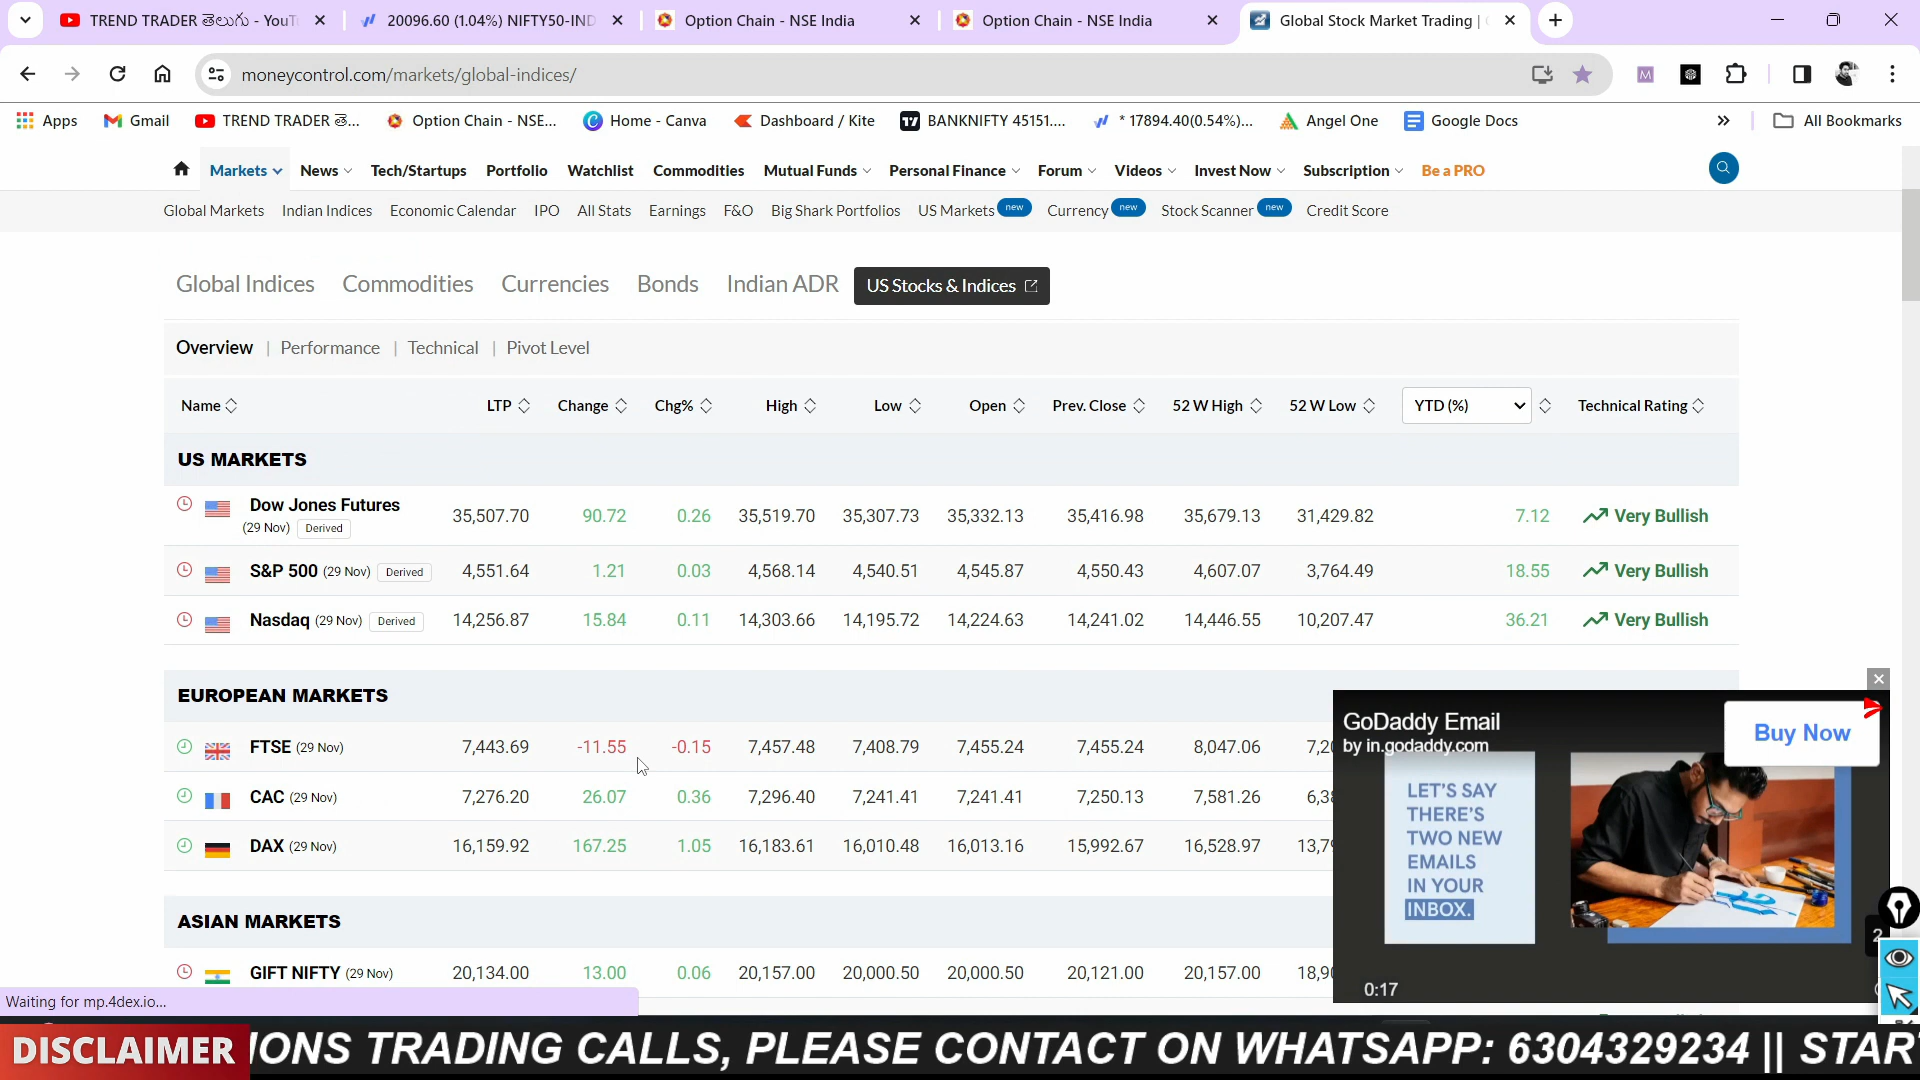 TREND TRADER తెలుగు - YouT
20096.60 (1.04%) NIFTY50-IND
Option Chain - NSE India
Option Chain - NSE India
Global Stock Market Trading |
moneycontrol.com/markets/global-indices/
Apps
Gmail
TREND TRADER తె...
Option Chain - NSE...
Home - Canva
Dashboard / Kite
BANKNIFTY 45151....
* 17894.40(0.54%)...
Angel One
Google Docs
All Bookmarks
Markets
News
Tech/Startups
Portfolio
Watchlist
Commodities
Mutual Funds
Personal Finance
Forum
Videos
Invest Now
Subscription
Be a PRO
Global Markets
Indian Indices
Economic Calendar
IPO
All Stats
Earnings
F&O
Big Shark Portfolios
US Markets new
Currency new
Stock Scanner new
Credit Score
Global Indices
Commodities
Currencies
Bonds
Indian ADR
US Stocks & Indices
Overview | Performance | Technical | Pivot Level
Name LTP Change Chg% High Low Open Prev. Close 52 W High 52 W Low YTD (%) Technical Rating
US MARKETS
Dow Jones Futures
(29 Nov) Derived
35,507.70 90.72 0.26 35,519.70 35,307.73 35,332.13 35,416.98 35,679.13 31,429.82 7.12 Very Bullish
S&P 500 (29 Nov) Derived 4,551.64 1.21 0.03 4,568.14 4,540.51 4,545.87 4,550.43 4,607.07 3,764.49 18.55 Very Bullish
Nasdaq (29 Nov) Derived 14,256.87 15.84 0.11 14,303.66 14,195.72 14,224.63 14,241.02 14,446.55 10,207.47 36.21 Very Bullish
EUROPEAN MARKETS
FTSE (29 Nov) 7,443.69 -11.55 -0.15 7,457.48 7,408.79 7,455.24 7,455.24 8,047.06 7,20
CAC (29 Nov) 7,276.20 26.07 0.36 7,296.40 7,241.41 7,241.41 7,250.13 7,581.26 6,38
DAX (29 Nov) 16,159.92 167.25 1.05 16,183.61 16,010.48 16,013.16 15,992.67 16,528.97 13,79
ASIAN MARKETS
GIFT NIFTY (29 Nov) 20,134.00 13.00 0.06 20,157.00 20,000.50 20,000.50 20,121.00 20,157.00 18,90
GoDaddy Email
by in.godaddy.com
Buy Now
LET'S SAY
THERE'S
TWO NEW
EMAILS
IN YOUR
INBOX.
0:17
2
Waiting for mp.4dex.io...
DISCLAIMER
IONS TRADING CALLS, PLEASE CONTACT ON WHATSAPP: 6304329234 || STAR